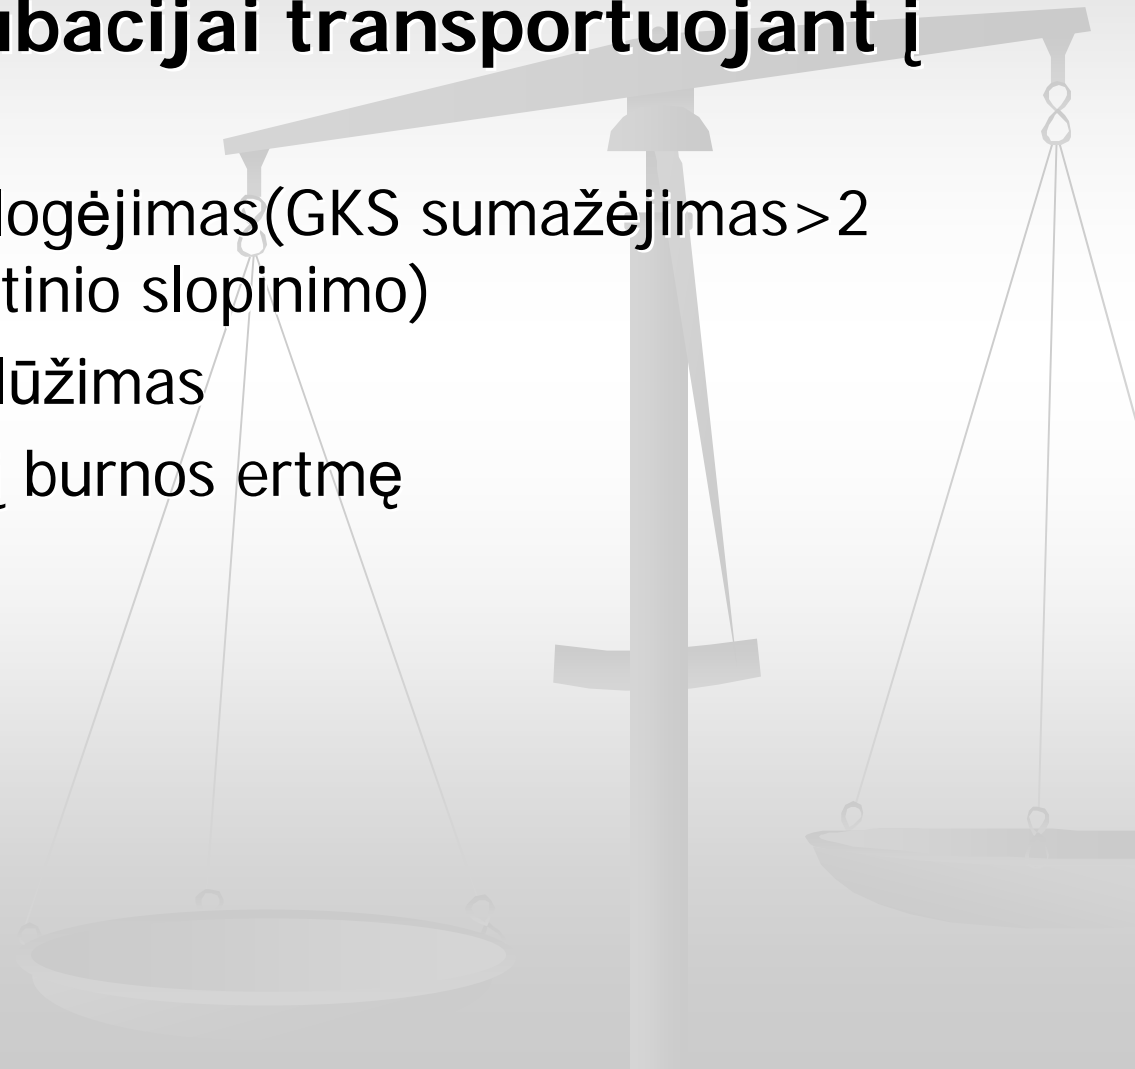 ubacijai transportuojant į
logėjimas(GKS sumažėjimas>2
tinio slopinimo)
lūžimas
į burnos ertmę